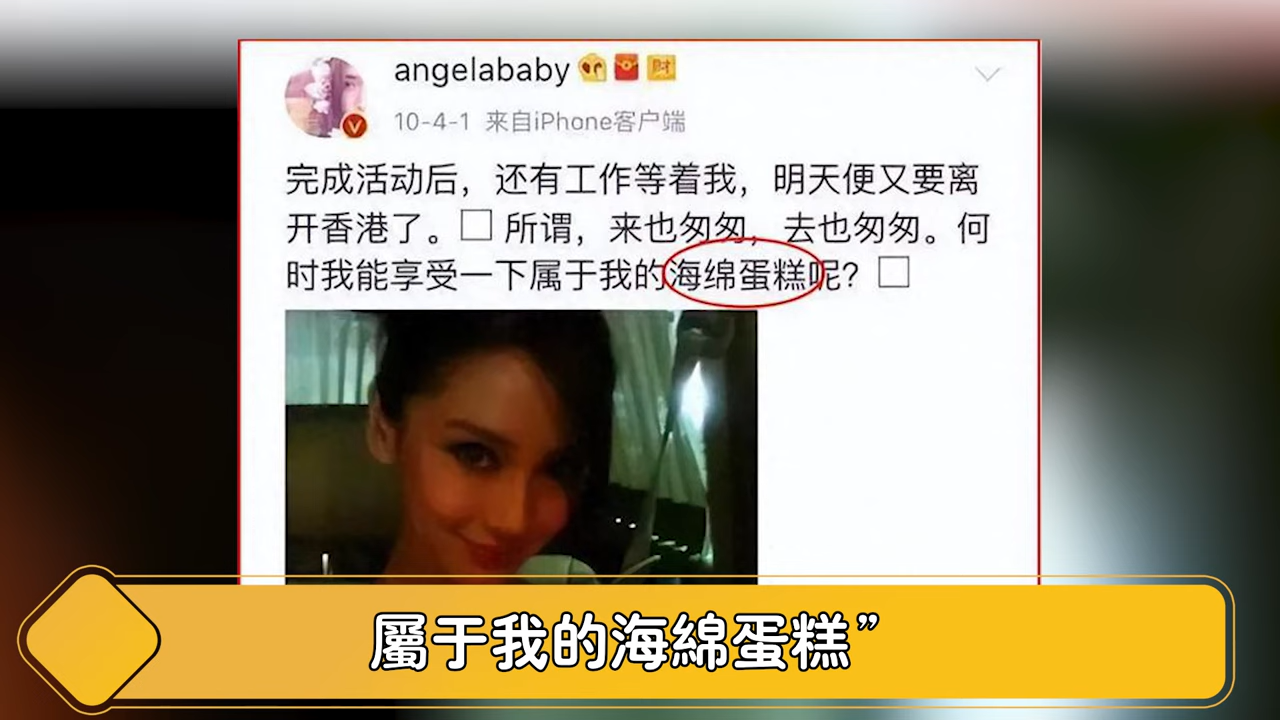 angelababy
10-4-1 来自iPhone客户端
完成活动后，还有工作等着我，明天便又要离
开香港了。□ 所谓，来也匆匆，去也匆匆。何
时我能享受一下属于我的海绵蛋糕呢？□
屬于我的海綿蛋糕”